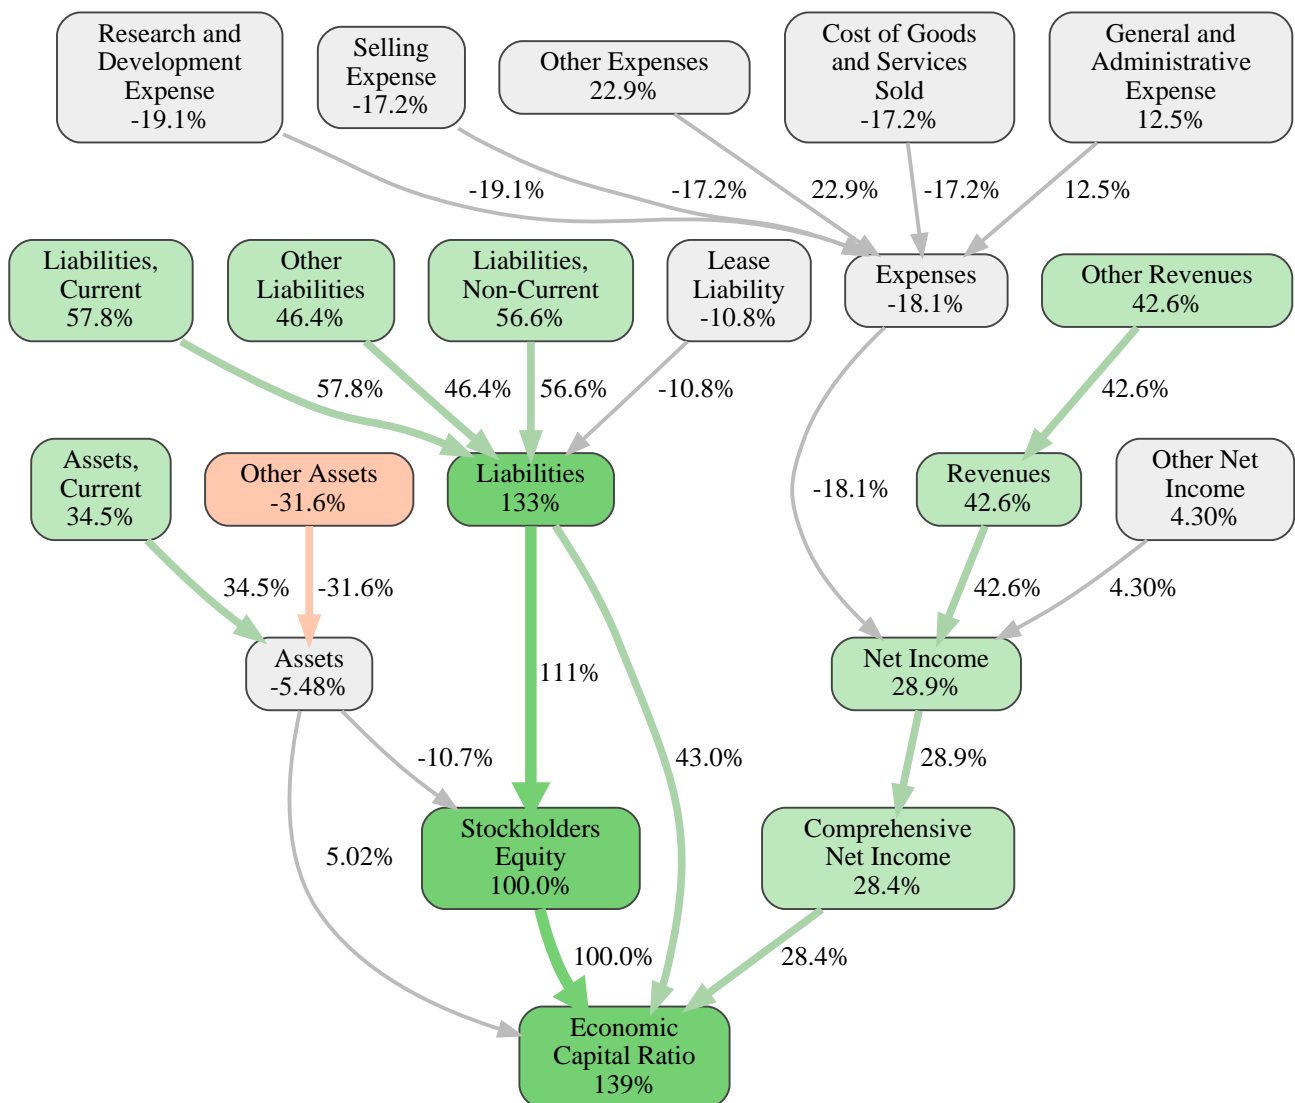 Research and
Development
Expense
-19.1%
Selling
Expense
-17.2%
Other Expenses
22.9%
Cost of Goods
and Services
Sold
-17.2%
General and
Administrative
Expense
12.5%
-19.1%
-17.2%
22.9%
-17.2%
12.5%
Liabilities,
Current
57.8%
Other
Liabilities
46.4%
Liabilities,
Non-Current
56.6%
Lease
Liability
-10.8%
Expenses
-18.1%
Other Revenues
42.6%
57.8%
46.4%
56.6%
-10.8%
42.6%
Assets,
Current
34.5%
Other Assets
-31.6%
Liabilities
133%
-18.1%
Revenues
42.6%
Other Net
Income
4.30%
34.5%
-31.6%
42.6%
4.30%
Assets
-5.48%
111%
Net Income
28.9%
-10.7%
43.0%
28.9%
5.02%
Stockholders
Equity
100.0%
Comprehensive
Net Income
28.4%
100.0%
28.4%
Economic
Capital Ratio
139%